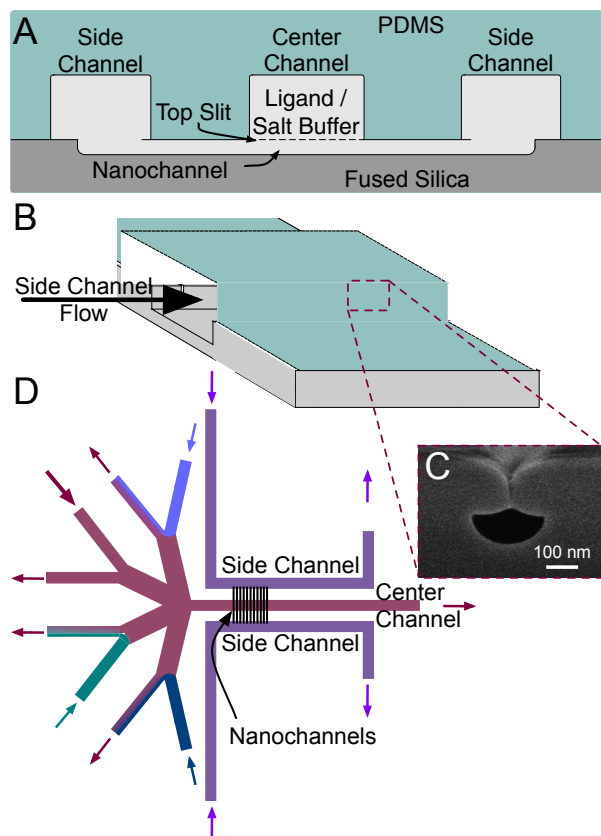 A
PDMS
Side
Channel
Center
Channel
Side
Channel
Top Slit
Ligand /
Salt Buffer
Nanochannel
Fused Silica
B
Side Channel
Flow
D
C
100 nm
Side Channel
Center
Channel
Side Channel
Nanochannels